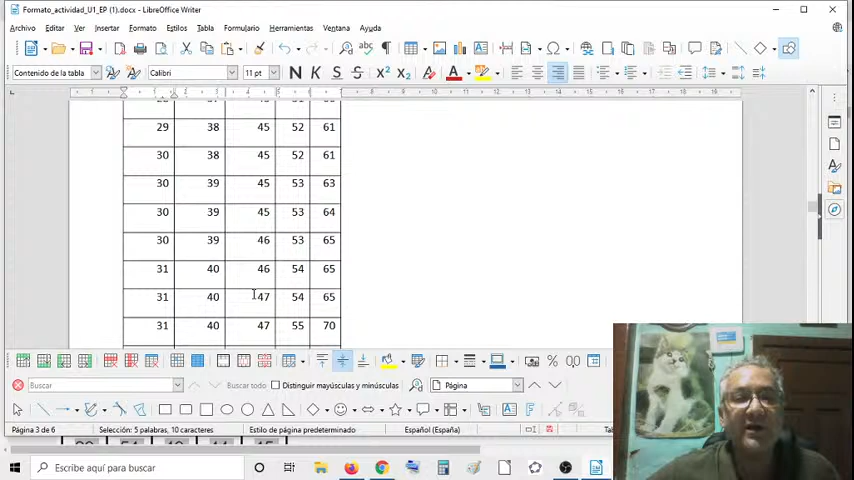 Formato_actividad_U1_EP (1).docx - LibreOffice Writer
Archivo Editar Ver Insertar Formato Estilos Tabla Formulario Herramientas Ventana Ayuda
Contenido de la tabla Calibri 11 pt N K S S X² X₂ A
29 38 45 52 61
30 38 45 52 61
30 39 45 53 63
30 39 45 53 64
30 39 46 53 65
31 40 46 54 65
31 40 47 54 65
31 40 47 55 70
Buscar Buscar todo Distinguir mayúsculas y minúsculas Página
Página 3 de 6 Selección: 5 palabras, 10 caracteres Estilo de página predeterminado Español (España)
Escribe aquí para buscar